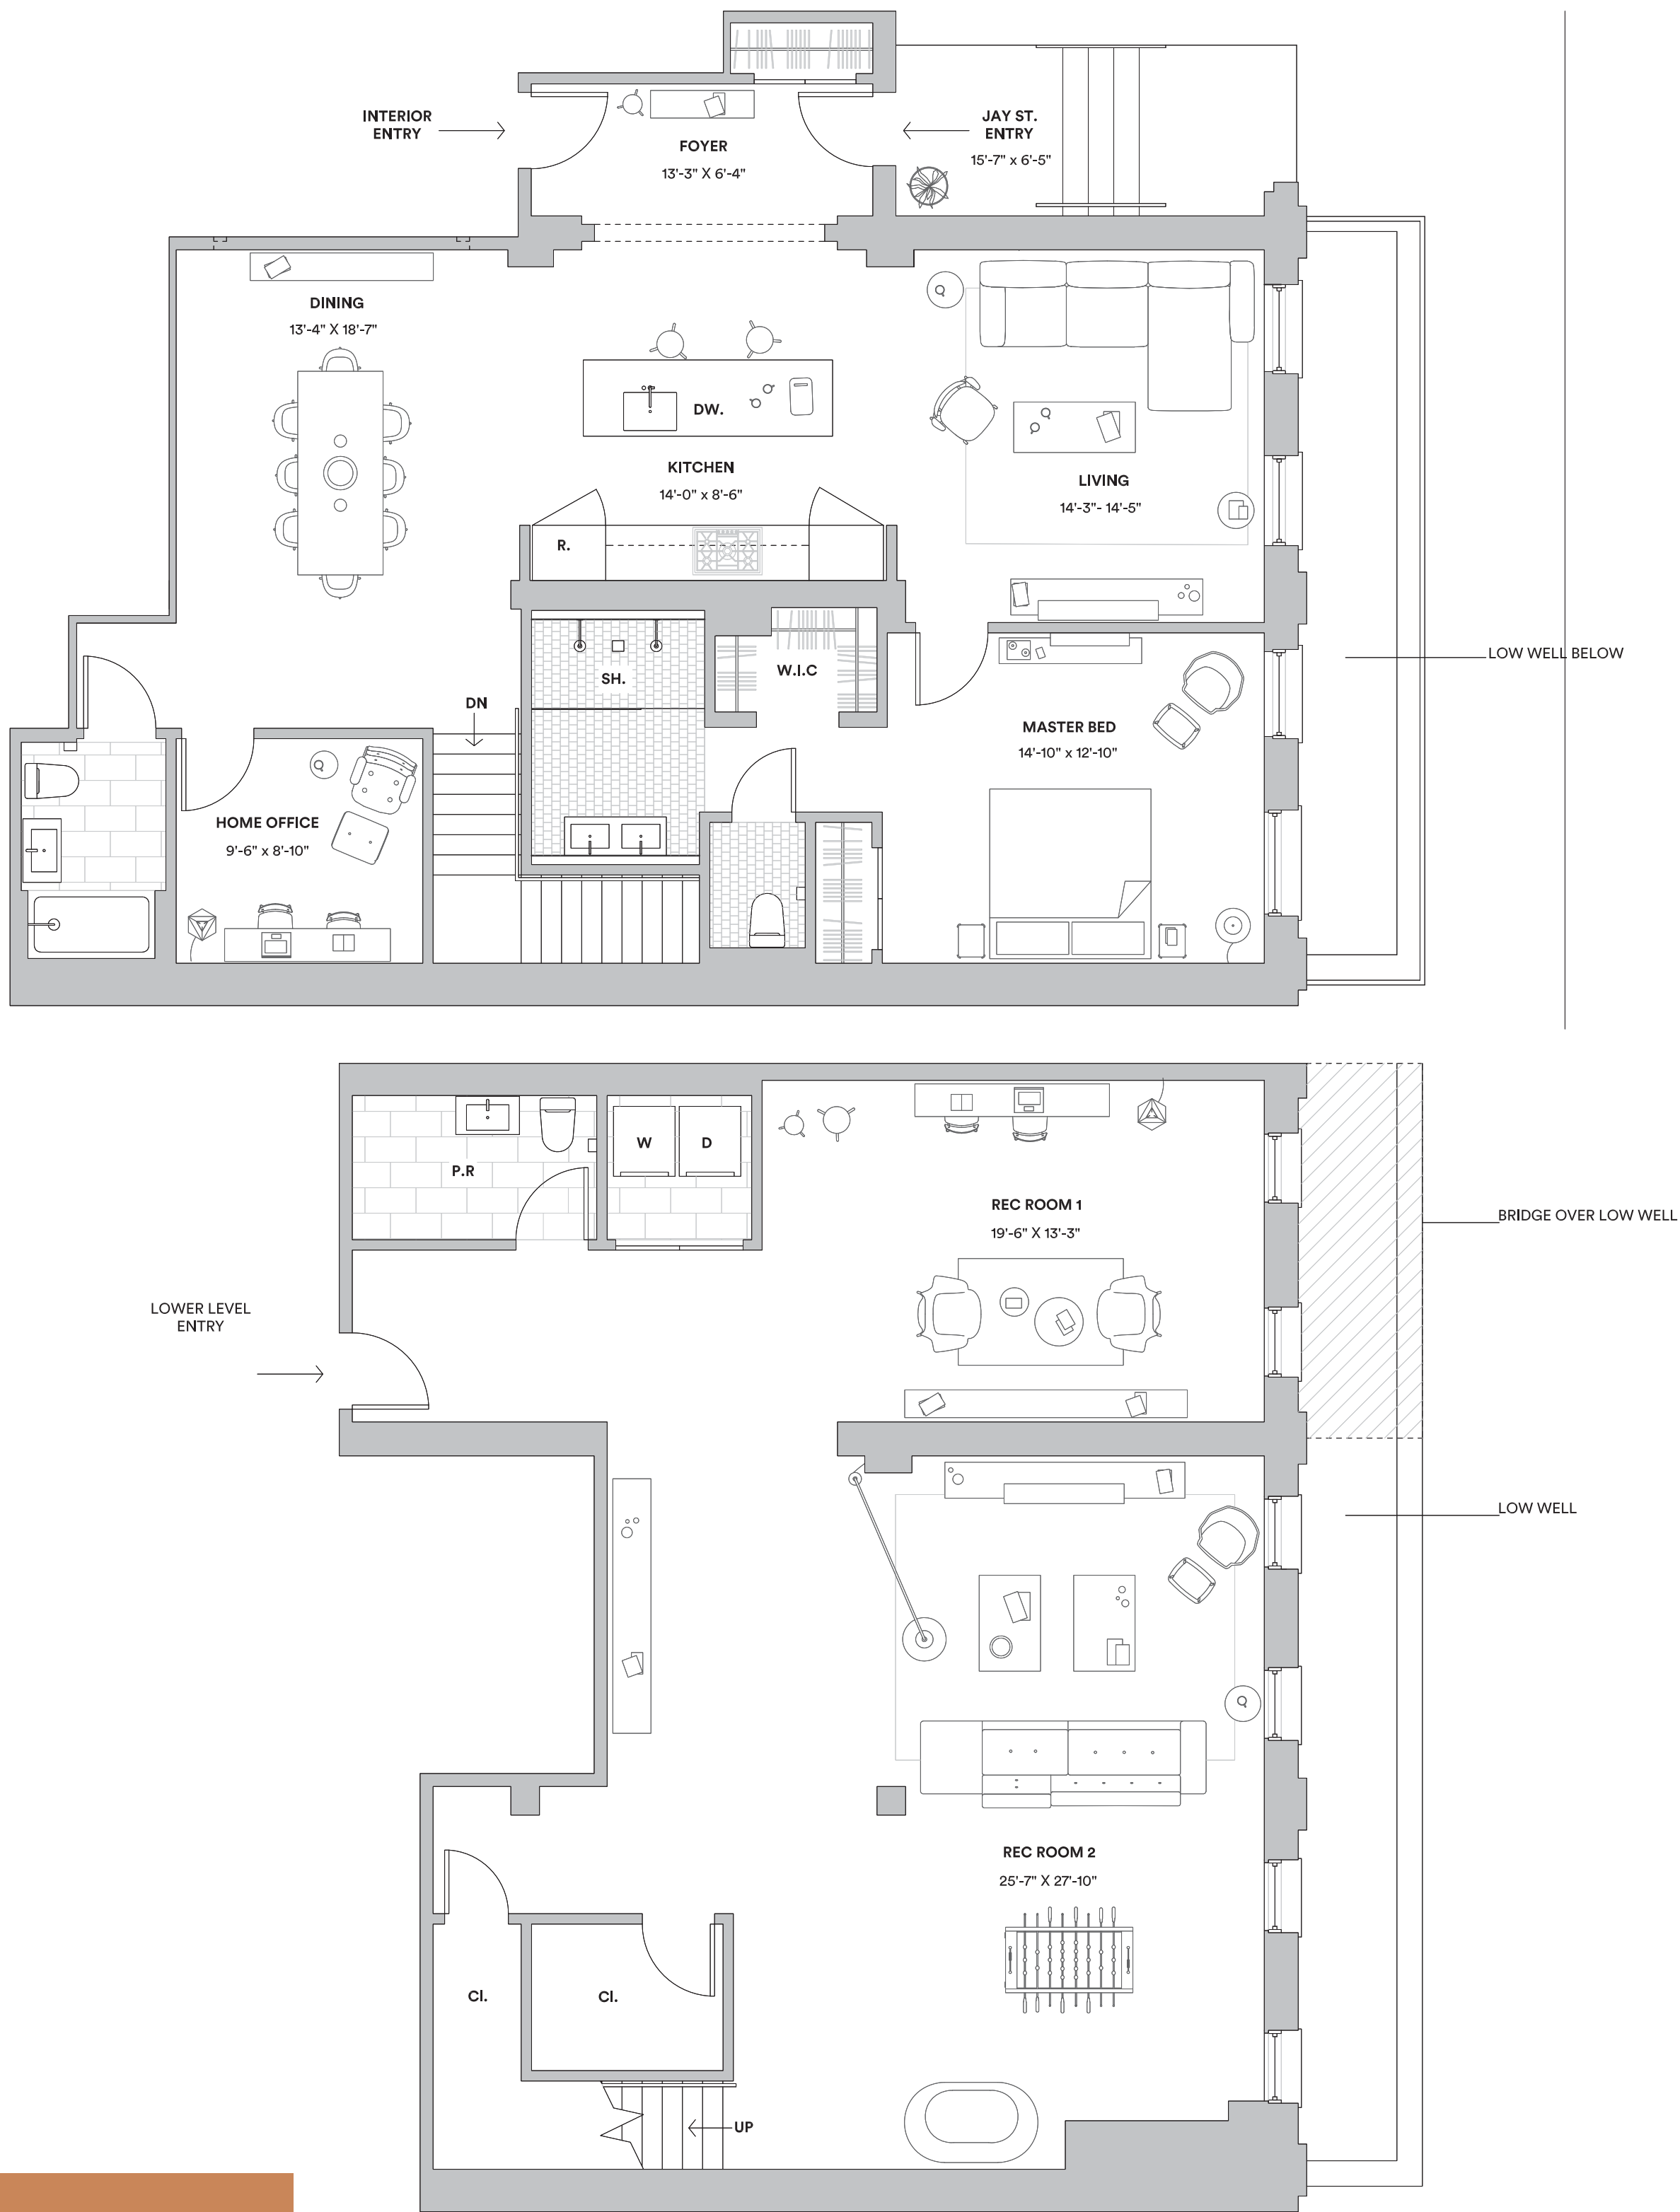 INTERIOR
ENTRY
FOYER
13'-3" X 6'-4"
JAY ST.
ENTRY
15'-7" x 6'-5"
DINING
13'-4" X 18'-7"
DW.
KITCHEN
14'-0" x 8'-6"
R.
LIVING
14'-3"- 14'-5"
LOW WELL BELOW
SH.
W.I.C
DN
MASTER BED
14'-10" x 12'-10"
HOME OFFICE
9'-6" x 8'-10"
W
D
P.R
REC ROOM 1
19'-6" X 13'-3"
BRIDGE OVER LOW WELL
LOWER LEVEL
ENTRY
LOW WELL
REC ROOM 2
25'-7" X 27'-10"
Cl.
Cl.
UP